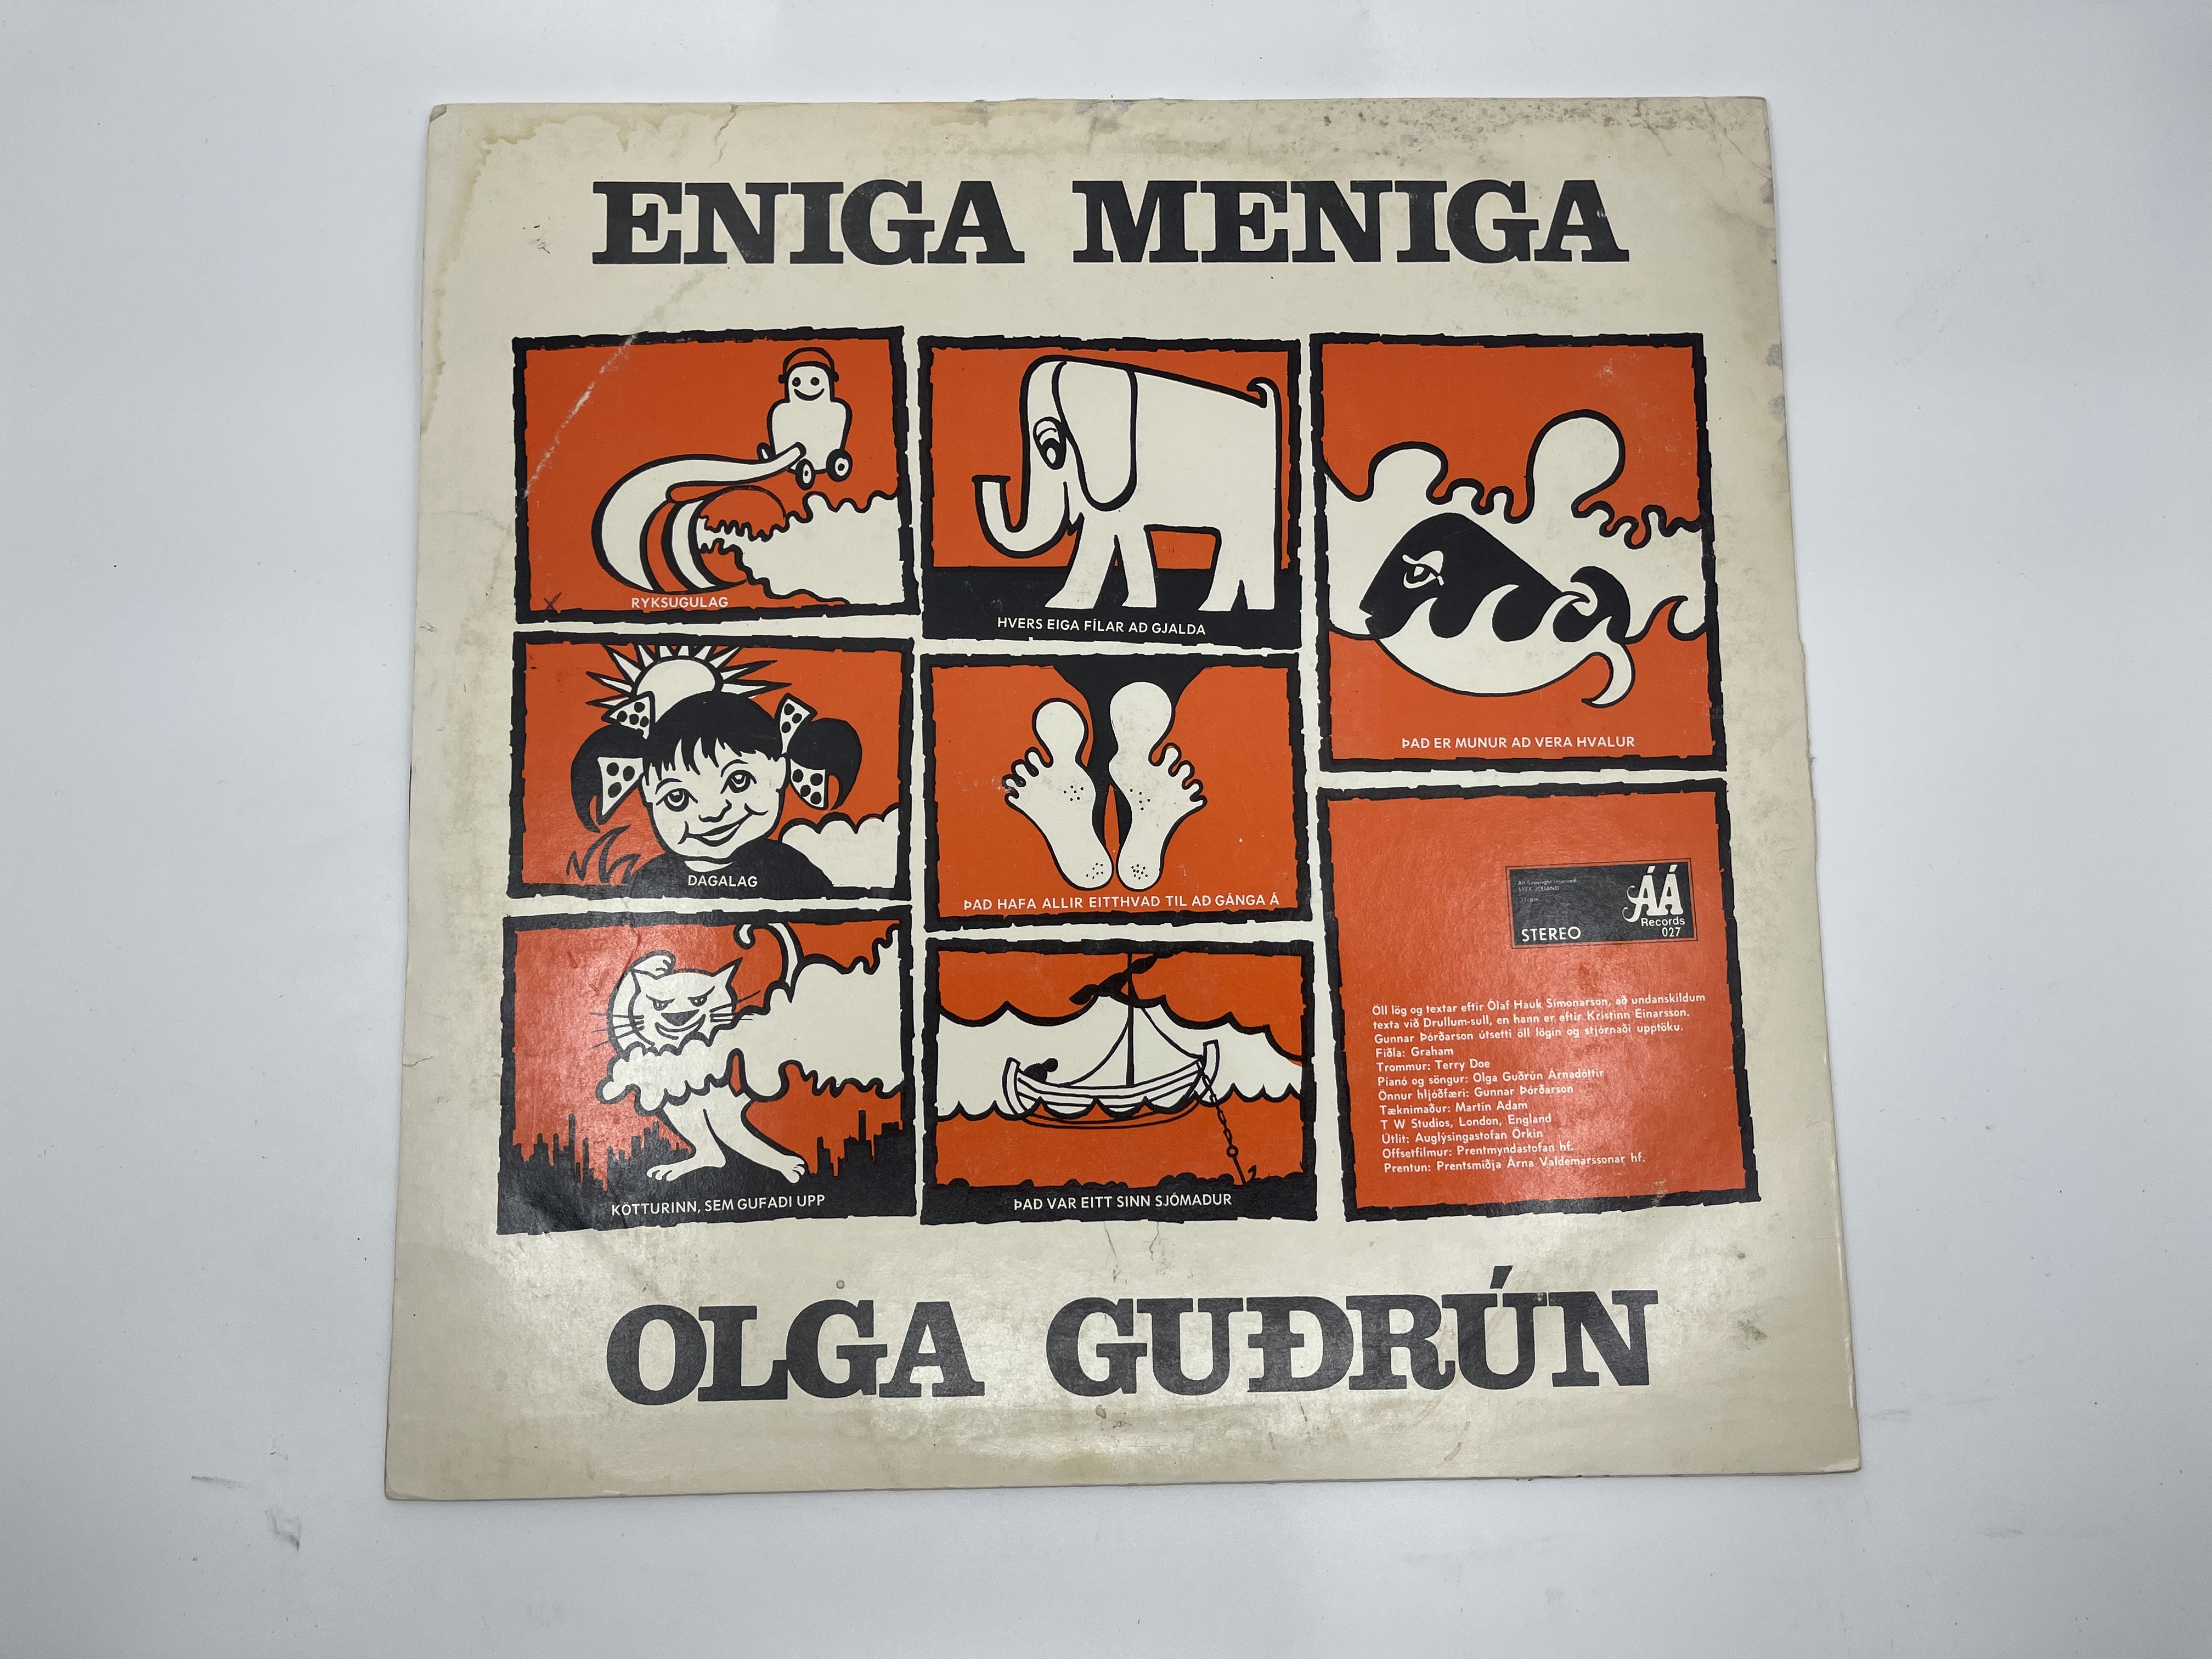 ENIGA MENIGA
RYKSUGULAG
HVERS EIGA FÍLAR AD GJALDA
ÞAD ER MUNUR AD VERA HVALUR
DAGALAG
ÞAD HAFA ALLIR EITTHVAD TIL AD GÁNGA Á
KÖTTURINN, SEM GUFADI UPP
ÞAD VAR EITT SINN SJÓMADUR
All Copyright reserved
STEF, ICELAND
ÁÁ
Records
STEREO 027
Öll lög og textar eftir Ólaf Hauk Símonarson, að undanskildum
texta við Drullum-sull, en hann er eftir Kristinn Einarsson.
Gunnar Þórðarson útsetti öll lögin og stjórnaði upptöku.
Fiðla: Graham
Trommur: Terry Doe
Píanó og söngur: Olga Guðrún Árnadóttir
Önnur hljóðfæri: Gunnar Þórðarson
Tæknimaður: Martin Adam
T W Studios, London, England
Útlit: Auglýsingastofan Örkin
Offsetfilmur: Prentmyndastofan hf.
Prentun: Prentsmiðja Árna Valdemarssonar hf.
OLGA GUÐRÚN